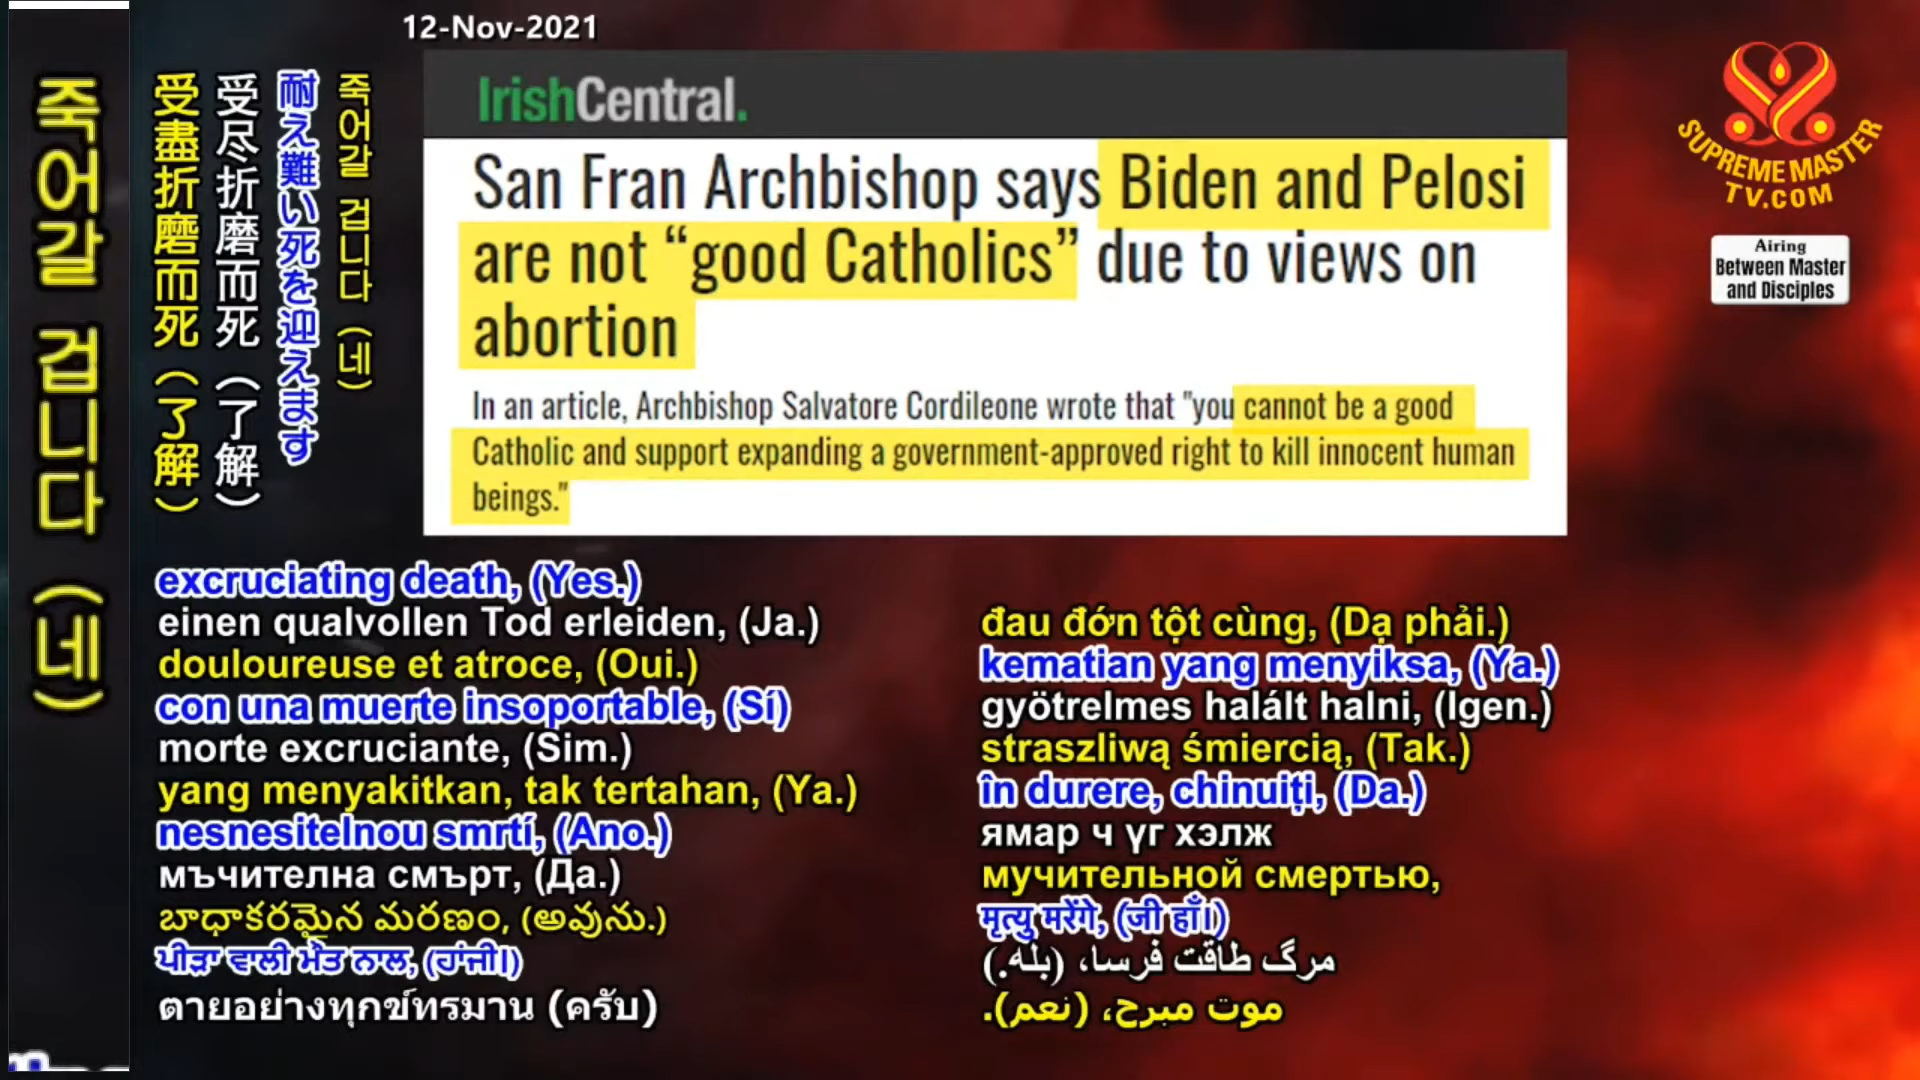 12-Nov-2021
IrishCentral.
San Fran Archbishop says Biden and Pelosi
are not “good Catholics” due to views on
abortion
In an article, Archbishop Salvatore Cordileone wrote that "you cannot be a good
Catholic and support expanding a government-approved right to kill innocent human
beings."
SUPREME MASTER
TV.COM
Airing
Between Master
and Disciples
죽어갈 겁니다 (네)
受盡折磨而死（了解）
受尽折磨而死（了解）
耐え難い死を迎えます
죽어갈 겁니다 (네)
excruciating death, (Yes.)
einen qualvollen Tod erleiden, (Ja.)
douloureuse et atroce, (Oui.)
con una muerte insoportable, (Sí)
morte excruciante, (Sim.)
yang menyakitkan, tak tertahan, (Ya.)
nesnesitelnou smrtí, (Ano.)
мъчителна смърт, (Да.)
బాధాకరమైన మరణం, (అవును.)
ਪੀੜਾ ਵਾਲੀ ਮੌਤ ਨਾਲ, (ਹਾਂਜੀ।)
ตายอย่างทุกข์ทรมาน (ครับ)
đau đớn tột cùng, (Dạ phải.)
kematian yang menyiksa, (Ya.)
gyötrelmes halált halni, (Igen.)
straszliwą śmiercią, (Tak.)
în durere, chinuiți, (Da.)
ямар ч үг хэлж
мучительной смертью,
मृत्यु मरेंगे, (जी हाँ।)
مرگ طاقت فرسا، (بله.)
موت مبرح، (نعم).